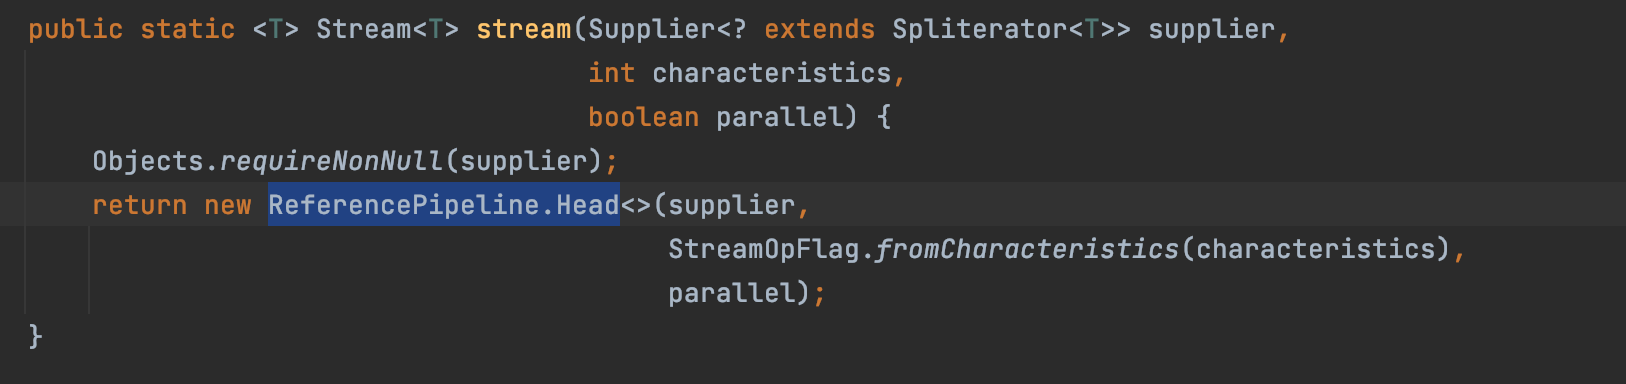 public static <T> Stream<T> stream(Supplier<? extends Spliterator<T>> supplier,
int characteristics,
boolean parallel) {
Objects.requireNonNull(supplier);
return new ReferencePipeline.Head<>(supplier,
StreamOpFlag.fromCharacteristics(characteristics),
parallel);
}